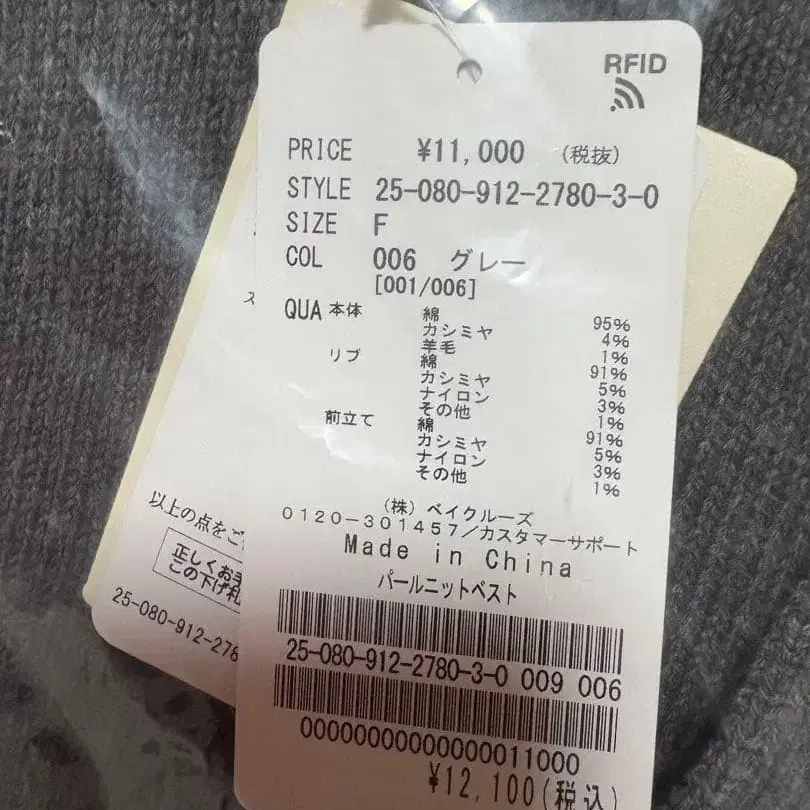 RFID
PRICE ¥11,000 (税抜)
STYLE 25-080-912-2780-3-0
SIZE F
COL 006 グレー
[001/006]
QUA 本体 綿 95%
カシミヤ 4%
羊毛 1%
リブ 綿 91%
カシミヤ 5%
ナイロン 3%
その他 1%
前立て 綿 91%
カシミヤ 5%
ナイロン 3%
その他 1%
(株) ベイクルーズ
0120-301457/カスタマーサポート
Made in China
パールニットベスト
25-080-912-2780-3-0 009 006
00000000000000011000
¥12,100(税込)
以上の点をご
正しくお手
この下げ札
25-080-912-278